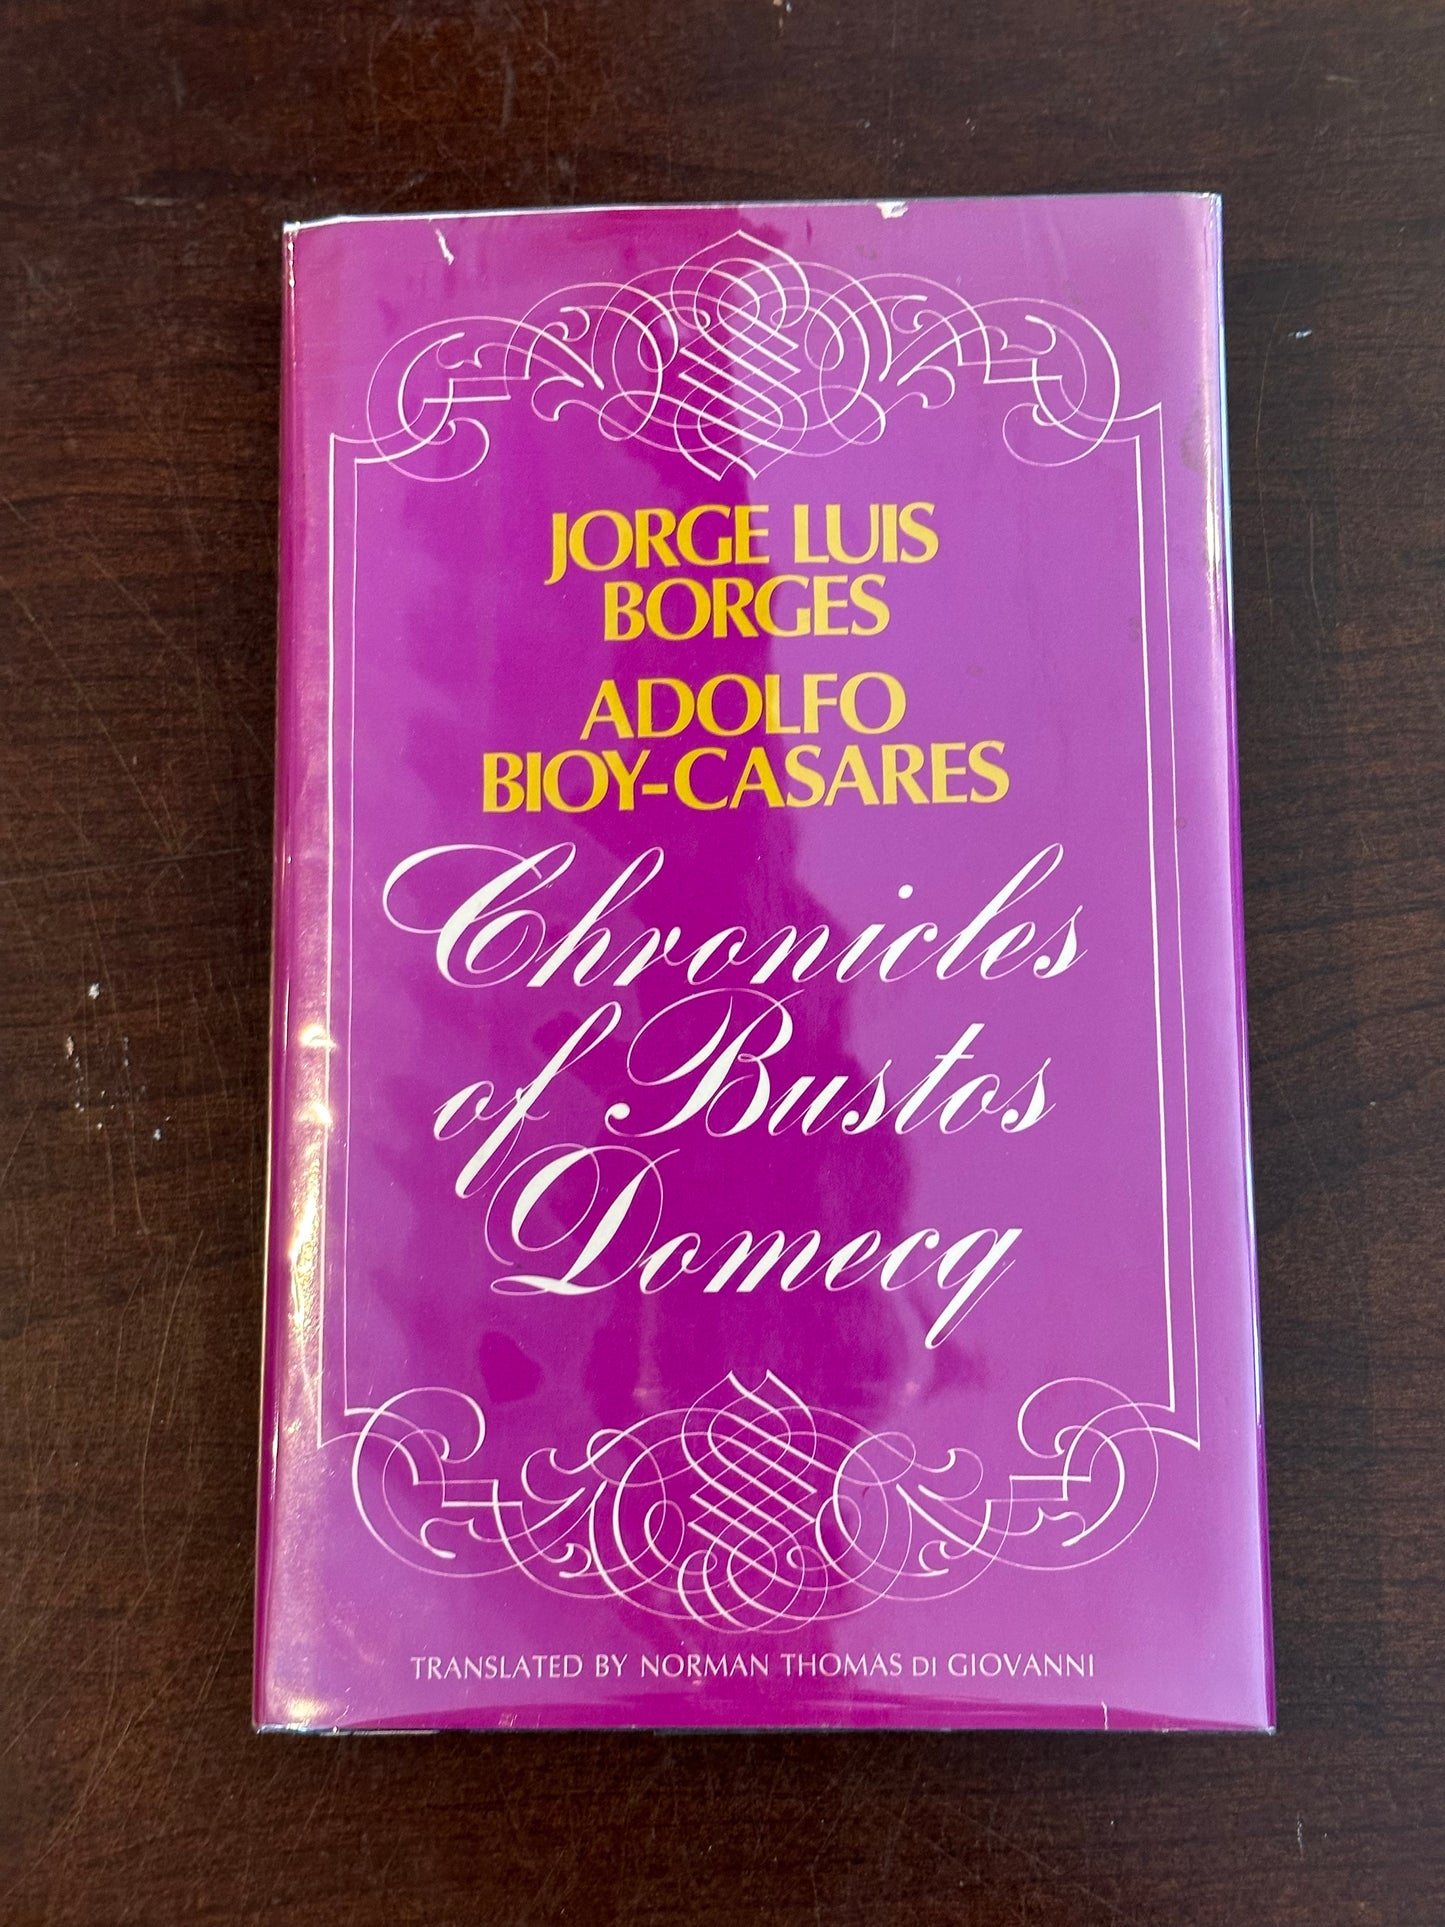 JORGE LUIS
BORGES
ADOLFO
BIOY-CASARES
Chronicles
of Bustos
Domecq
TRANSLATED BY NORMAN THOMAS DI GIOVANNI